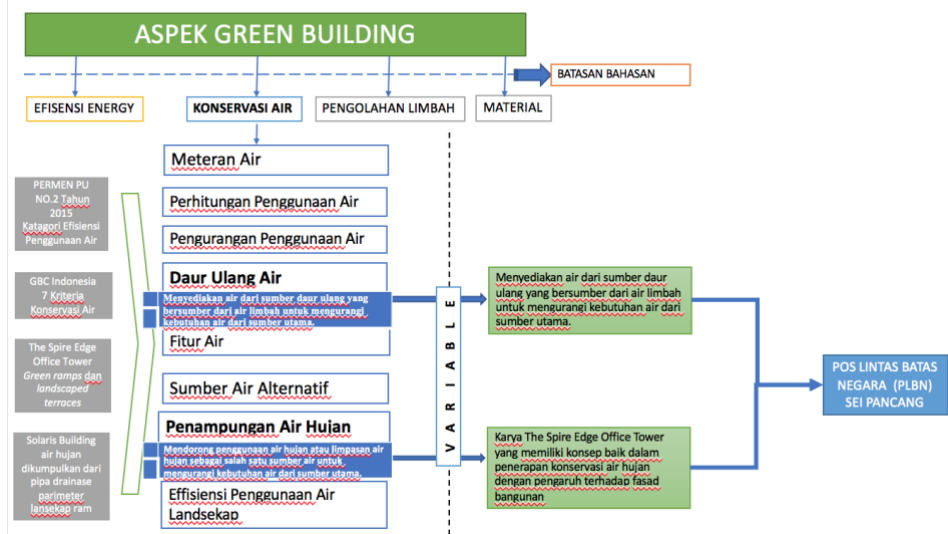 ASPEK GREEN BUILDING
BATASAN BAHASAN
EFISENSI ENERGY
KONSERVASI AIR
PENGOLAHAN LIMBAH
MATERIAL
Meteran Air
PERMEN PU
NO.2 Tahun
2015
Katagori Efisiensi
Penggunaan Air
Perhitungan Penggunaan Air
Pengurangan Penggunaan Air
GBC Indonesia
7 Kriteria
Konservasi Air
Daur Ulang Air
Menyediakan air dari sumber daur ulang yang
bersumber dari air limbah untuk mengurangi
kebutuhan air dari sumber utama.
Fitur Air
The Spire Edge
Office Tower
Green ramps dan
landscaped
terraces
Sumber Air Alternatif
Penampungan Air Hujan
Mendorong penggunaan air hujan atau limpasan air
hujan sebagai salah satu sumber air untuk
mengurangi kebutuhan air dari sumber utama.
Solaris Building
air hujan
dikumpulkan dari
pipa drainase
parimeter
lansekap ram
Effisiensi Penggunaan Air
Landsekap
VARIABLE
Menyediakan air dari sumber daur
ulang yang bersumber dari air limbah
untuk mengurangi kebutuhan air dari
sumber utama.
Karya The Spire Edge Office Tower
yang memiliki konsep baik dalam
penerapan konservasi air hujan
dengan pengaruh terhadap fasad
bangunan
POS LINTAS BATAS
NEGARA (PLBN)
SEI PANCANG